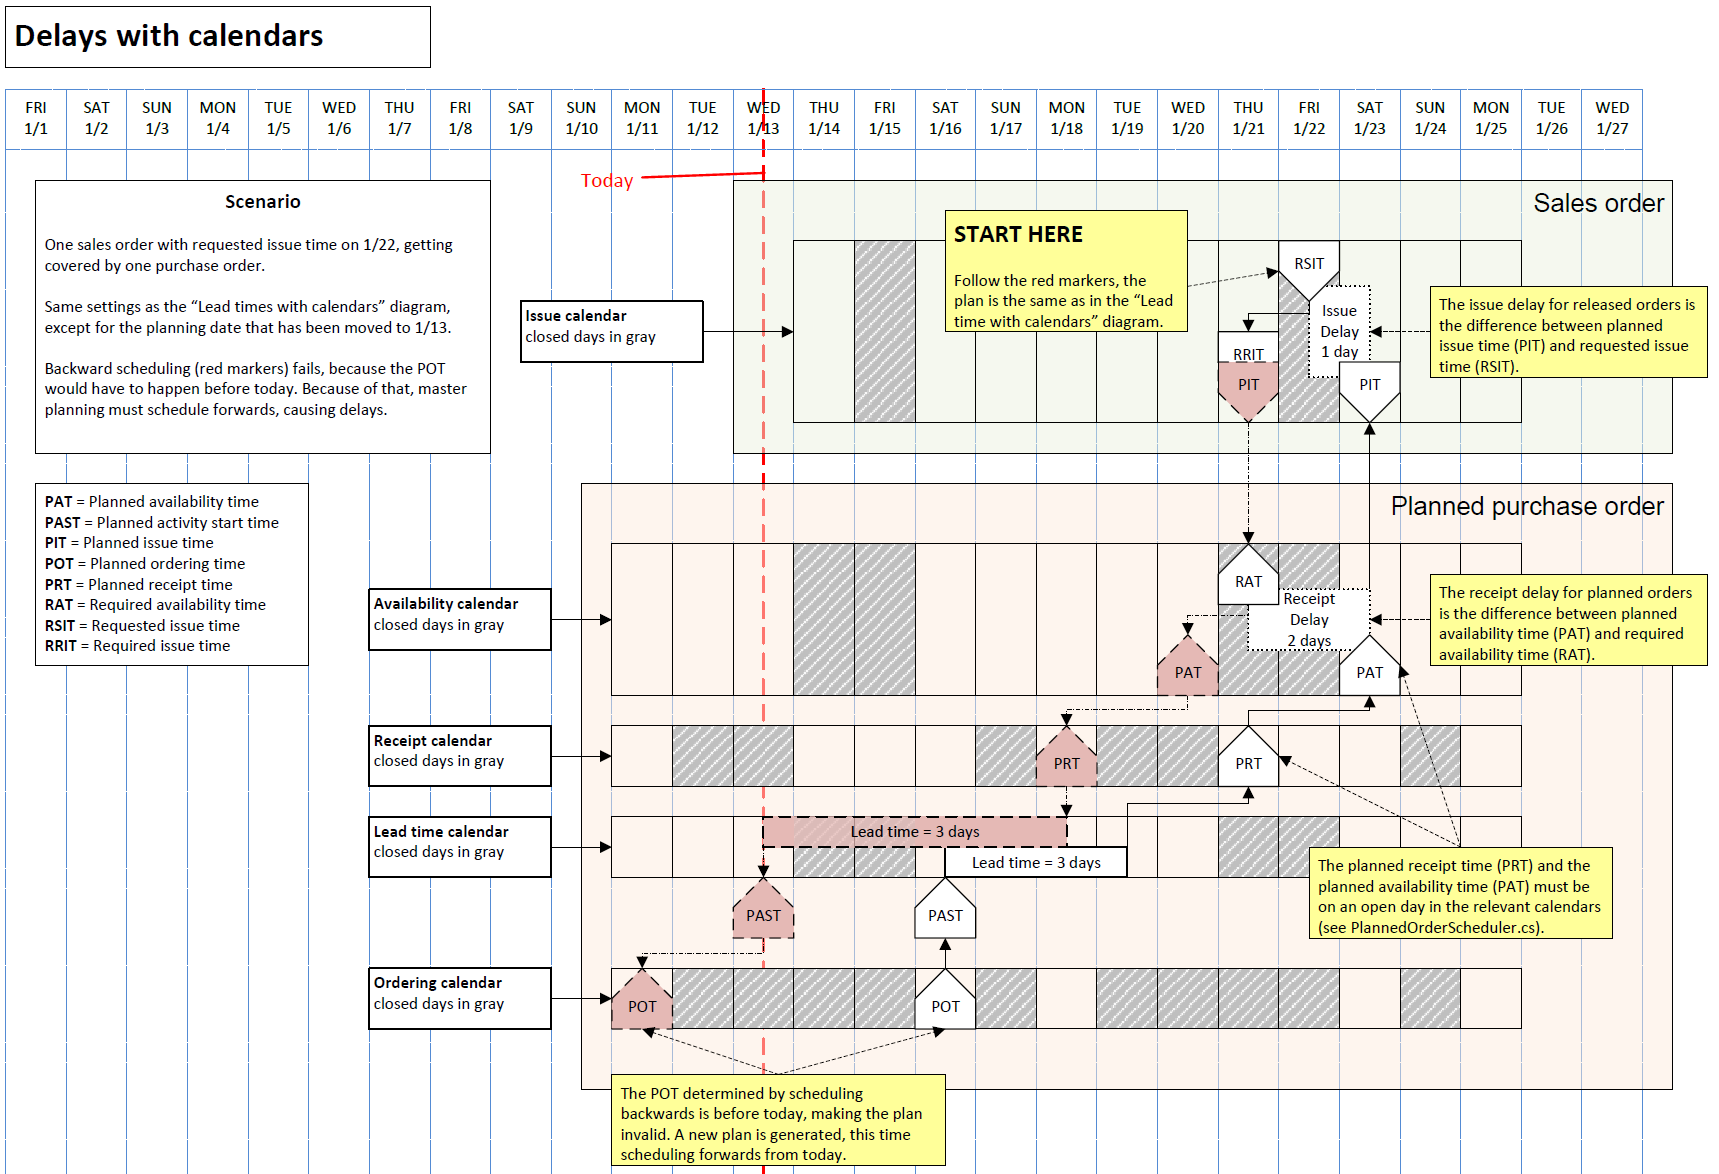 Delays with calendars
FRI SAT SUN MON TUE WED THU FRI SAT SUN MON TUE WED THU FRI SAT SUN MON TUE WED THU FRI SAT SUN MON TUE WED
1/1 1/2 1/3 1/4 1/5 1/6 1/7 1/8 1/9 1/10 1/11 1/12 1/13 1/14 1/15 1/16 1/17 1/18 1/19 1/20 1/21 1/22 1/23 1/24 1/25 1/26 1/27
Today
Scenario
One sales order with requested issue time on 1/22, getting
covered by one purchase order.
Same settings as the “Lead times with calendars” diagram,
except for the planning date that has been moved to 1/13.
Backward scheduling (red markers) fails, because the POT
would have to happen before today. Because of that, master
planning must schedule forwards, causing delays.
Sales order
START HERE
Follow the red markers, the
plan is the same as in the “Lead
time with calendars” diagram.
RSIT
Issue calendar
closed days in gray
Issue
Delay
1 day
RRIT
PIT
PIT
The issue delay for released orders is
the difference between planned
issue time (PIT) and requested issue
time (RSIT).
PAT = Planned availability time
PAST = Planned activity start time
PIT = Planned issue time
POT = Planned ordering time
PRT = Planned receipt time
RAT = Required availability time
RSIT = Requested issue time
RRIT = Required issue time
Planned purchase order
Availability calendar
closed days in gray
RAT
Receipt
Delay
2 days
PAT
PAT
The receipt delay for planned orders
is the difference between planned
availability time (PAT) and required
availability time (RAT).
Receipt calendar
closed days in gray
PRT
PRT
Lead time calendar
closed days in gray
Lead time = 3 days
Lead time = 3 days
PAST
PAST
The planned receipt time (PRT) and the
planned availability time (PAT) must be
on an open day in the relevant calendars
(see PlannedOrderScheduler.cs).
Ordering calendar
closed days in gray
POT
POT
The POT determined by scheduling
backwards is before today, making the plan
invalid. A new plan is generated, this time
scheduling forwards from today.